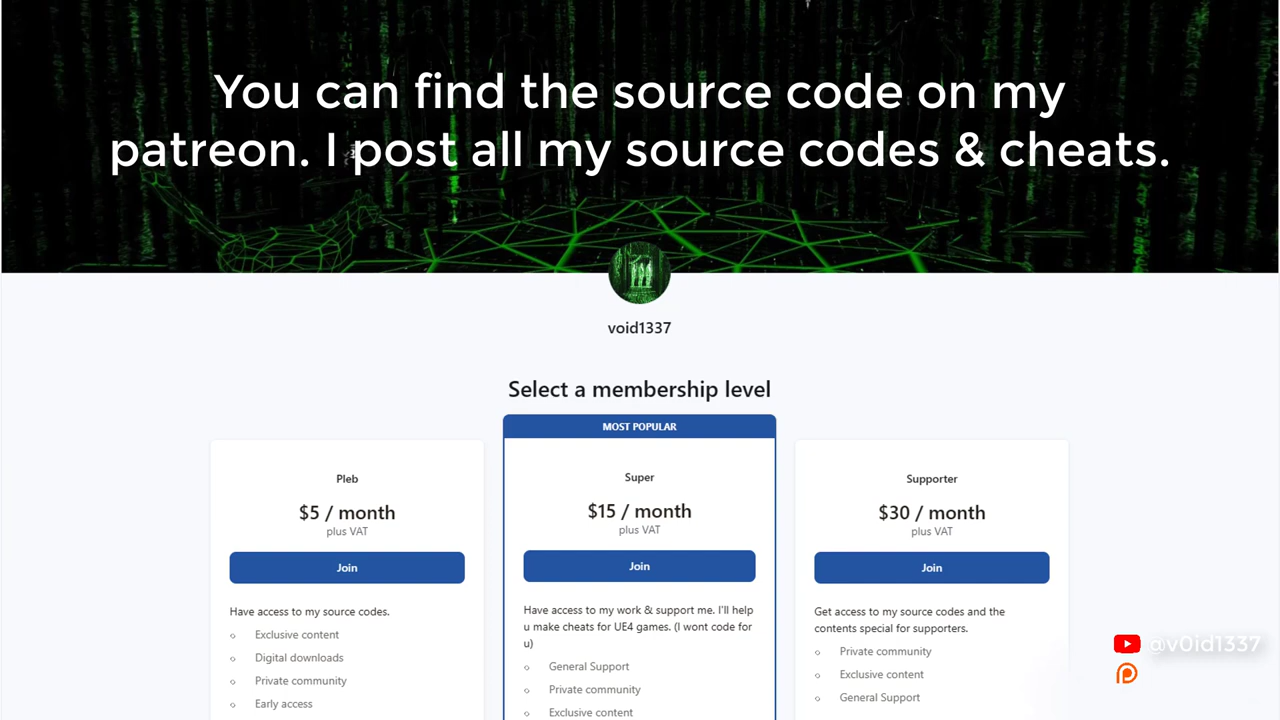 You can find the source code on my
patreon. I post all my source codes & cheats.
void1337
Select a membership level
MOST POPULAR
Pleb
$5 / month
plus VAT
Join
Have access to my source codes.
Exclusive content
Digital downloads
Private community
Early access
Super
$15 / month
plus VAT
Join
Have access to my work & support me. I'll help
u make cheats for UE4 games. (I wont code for
u)
General Support
Private community
Exclusive content
Supporter
$30 / month
plus VAT
Join
Get access to my source codes and the
contents special for supporters.
Private community
Exclusive content
General Support
@v0id1337